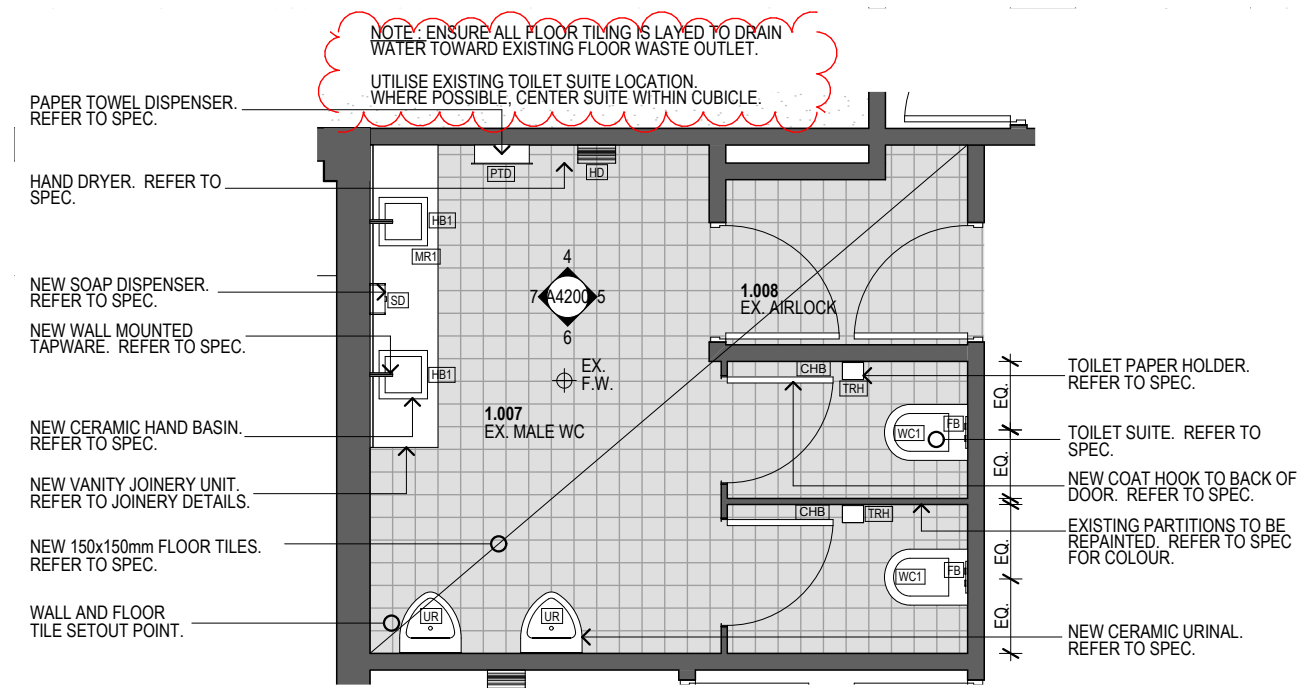 NOTE : ENSURE ALL FLOOR TILING IS LAYED TO DRAIN
WATER TOWARD EXISTING FLOOR WASTE OUTLET.
UTILISE EXISTING TOILET SUITE LOCATION.
WHERE POSSIBLE, CENTER SUITE WITHIN CUBICLE.
PAPER TOWEL DISPENSER.
REFER TO SPEC.
HAND DRYER.  REFER TO
SPEC.
NEW SOAP DISPENSER.
REFER TO SPEC.
NEW WALL MOUNTED
TAPWARE.  REFER TO SPEC.
NEW CERAMIC HAND BASIN.
REFER TO SPEC.
NEW VANITY JOINERY UNIT.
REFER TO JOINERY DETAILS.
NEW 150x150mm FLOOR TILES.
REFER TO SPEC.
WALL AND FLOOR
TILE SETOUT POINT.
PTD
HD
HB1
MR1
SD
HB1
4
7 A4200 5
6
EX.
F.W.
1.007
EX. MALE WC
1.008
EX. AIRLOCK
CHB
TRH
WC1
FB
CHB
TRH
WC1
FB
UR
UR
EQ.
EQ.
EQ.
EQ.
TOILET PAPER HOLDER.
REFER TO SPEC.
TOILET SUITE.  REFER TO
SPEC.
NEW COAT HOOK TO BACK OF
DOOR.  REFER TO SPEC.
EXISTING PARTITIONS TO BE
REPAINTED.  REFER TO SPEC
FOR COLOUR.
NEW CERAMIC URINAL.
REFER TO SPEC.